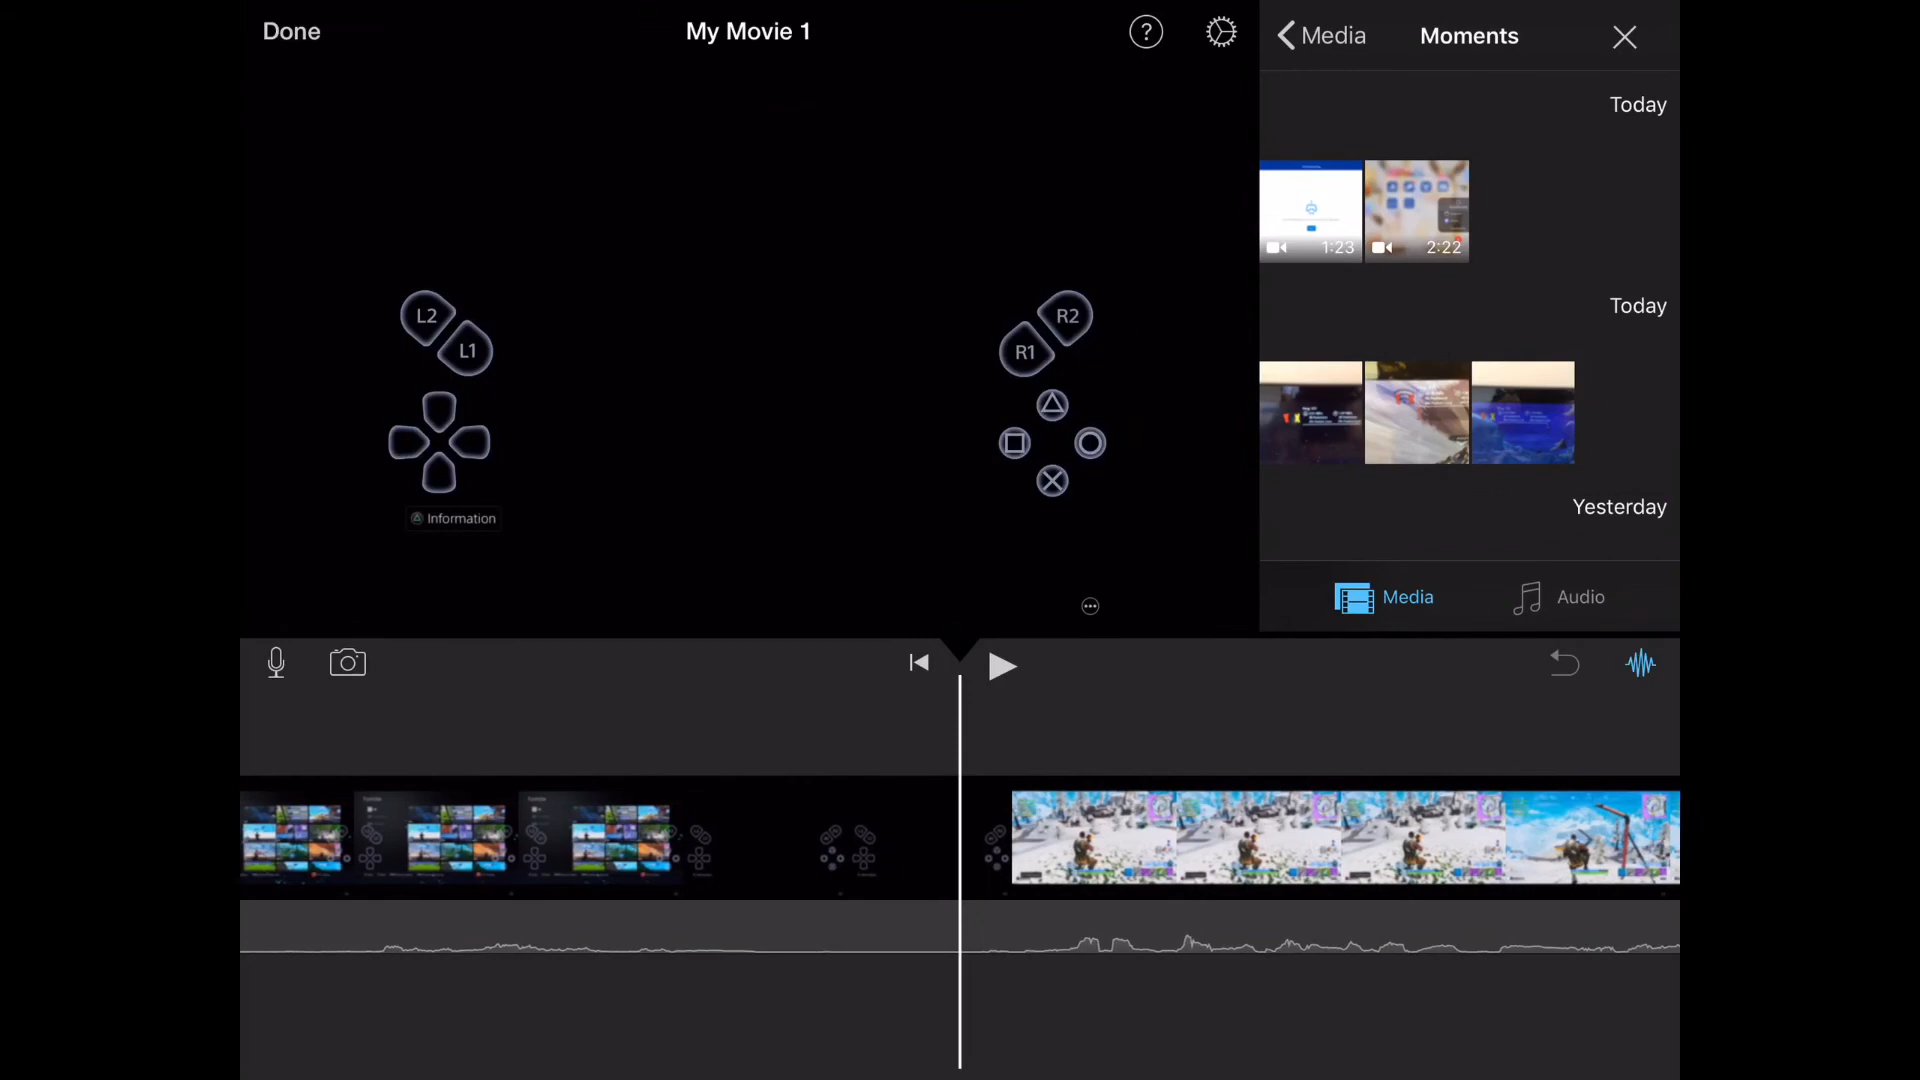 Done
My Movie 1
?
Media
Moments
Today
1:23
2:22
Today
Yesterday
L2
L1
R2
R1
Information
Media
Audio